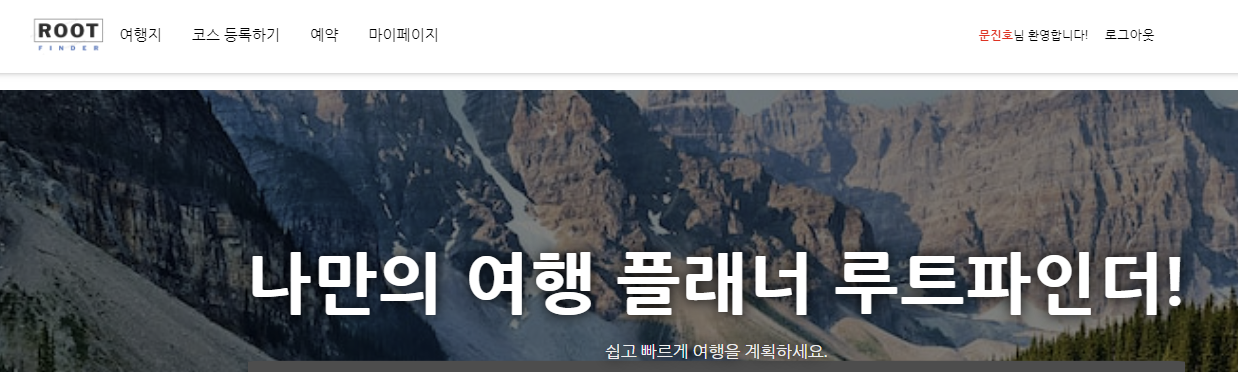 ROOT
FINDER
여행지 코스 등록하기 예약 마이페이지 문진호님 환영합니다! 로그아웃
나만의 여행 플래너 루트파인더!
쉽고 빠르게 여행을 계획하세요.